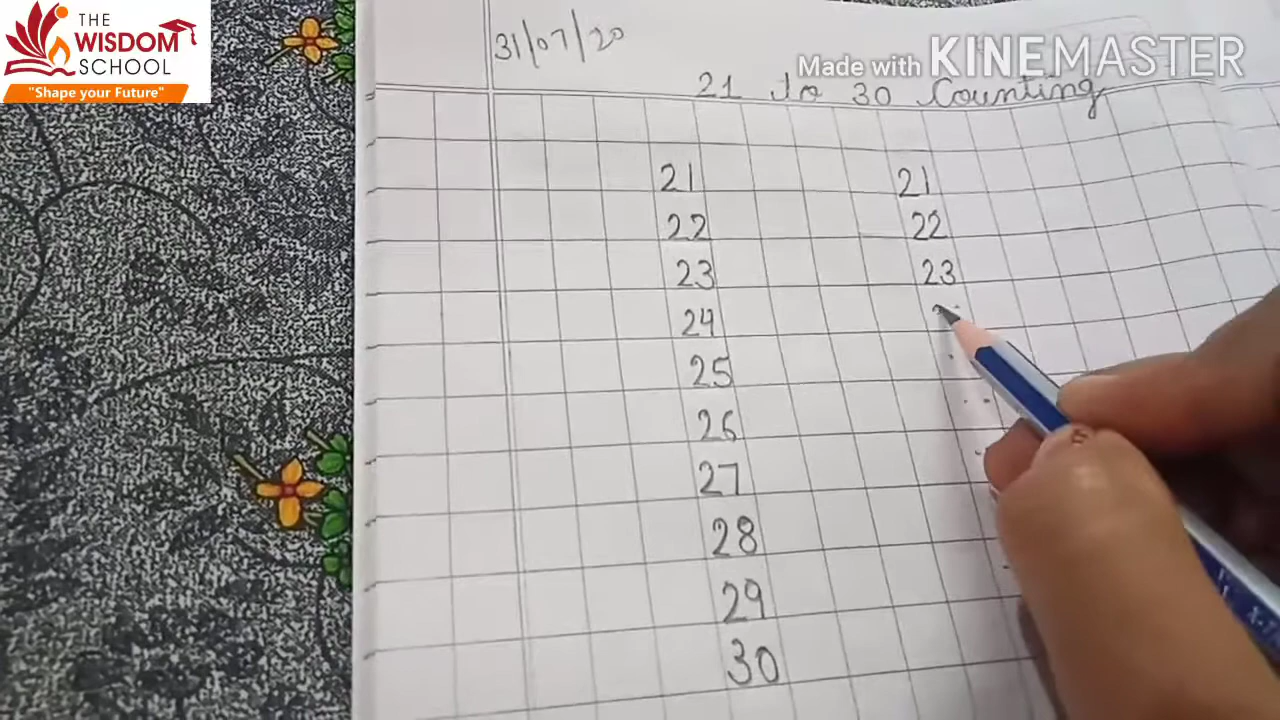 THE
WISDOM
SCHOOL
"Shape your Future"
31/07/20
Made with KINEMASTER
21 to 30 Counting
21 21
22 22
23 23
24
25
26
27
28
29
30